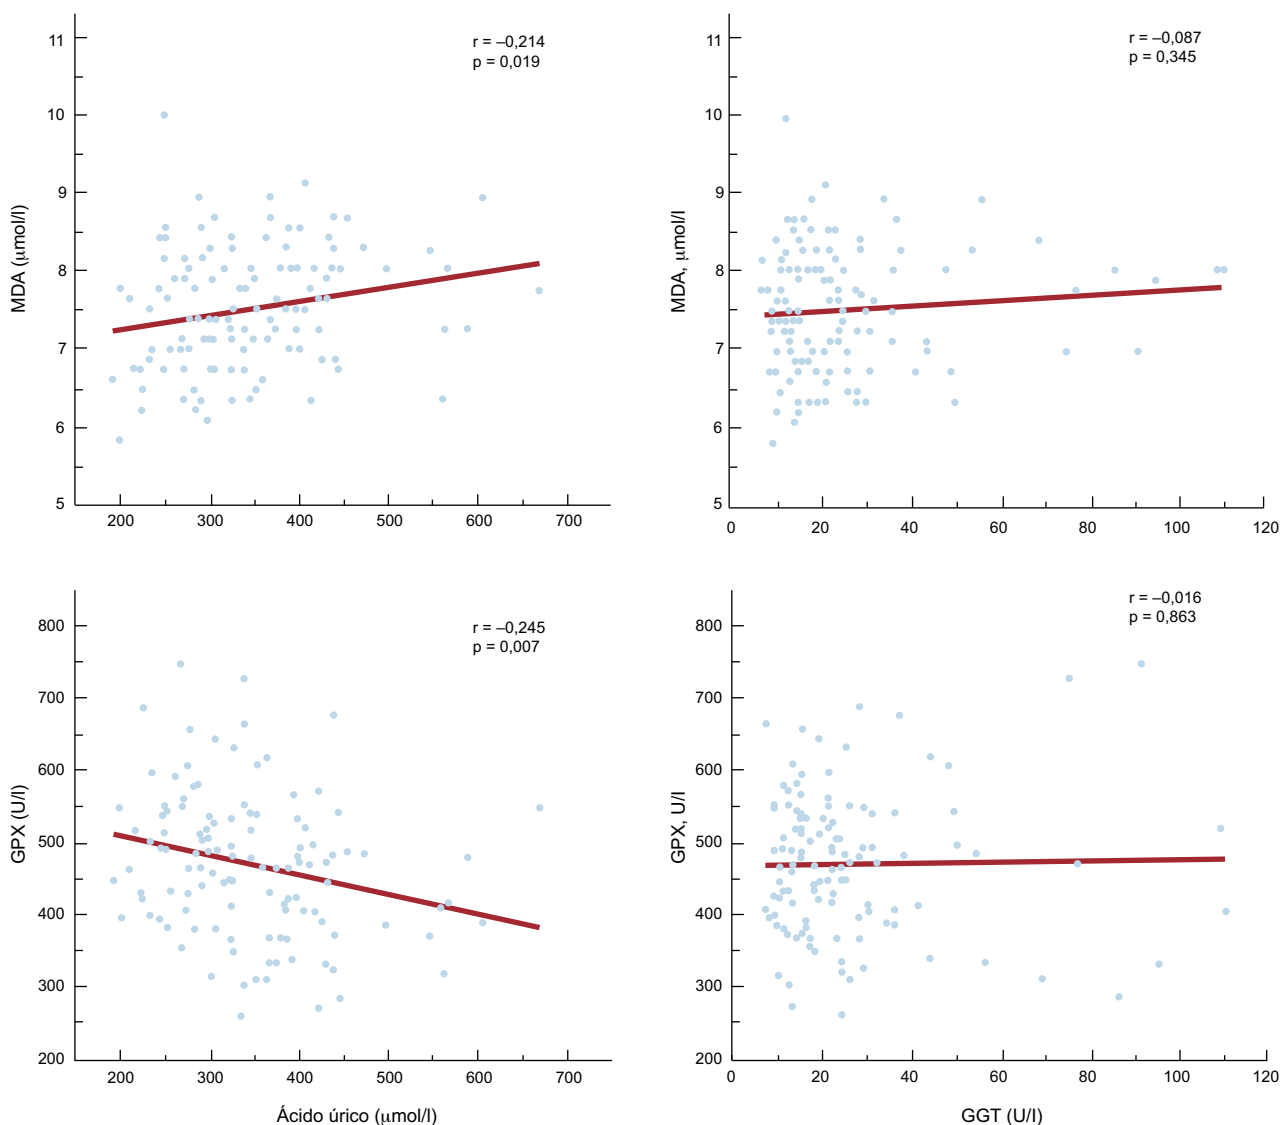 r = –0,214
p = 0,019
MDA (μmol/l)
11
10
9
8
7
6
5
200 300 400 500 600 700
r = –0,087
p = 0,345
MDA, μmol/l
11
10
9
8
7
6
5
0 20 40 60 80 100 120
r = –0,245
p = 0,007
GPX (U/l)
800
700
600
500
400
300
200
200 300 400 500 600 700
Ácido úrico (μmol/l)
r = –0,016
p = 0,863
GPX, U/l
800
700
600
500
400
300
200
0 20 40 60 80 100 120
GGT (U/l)